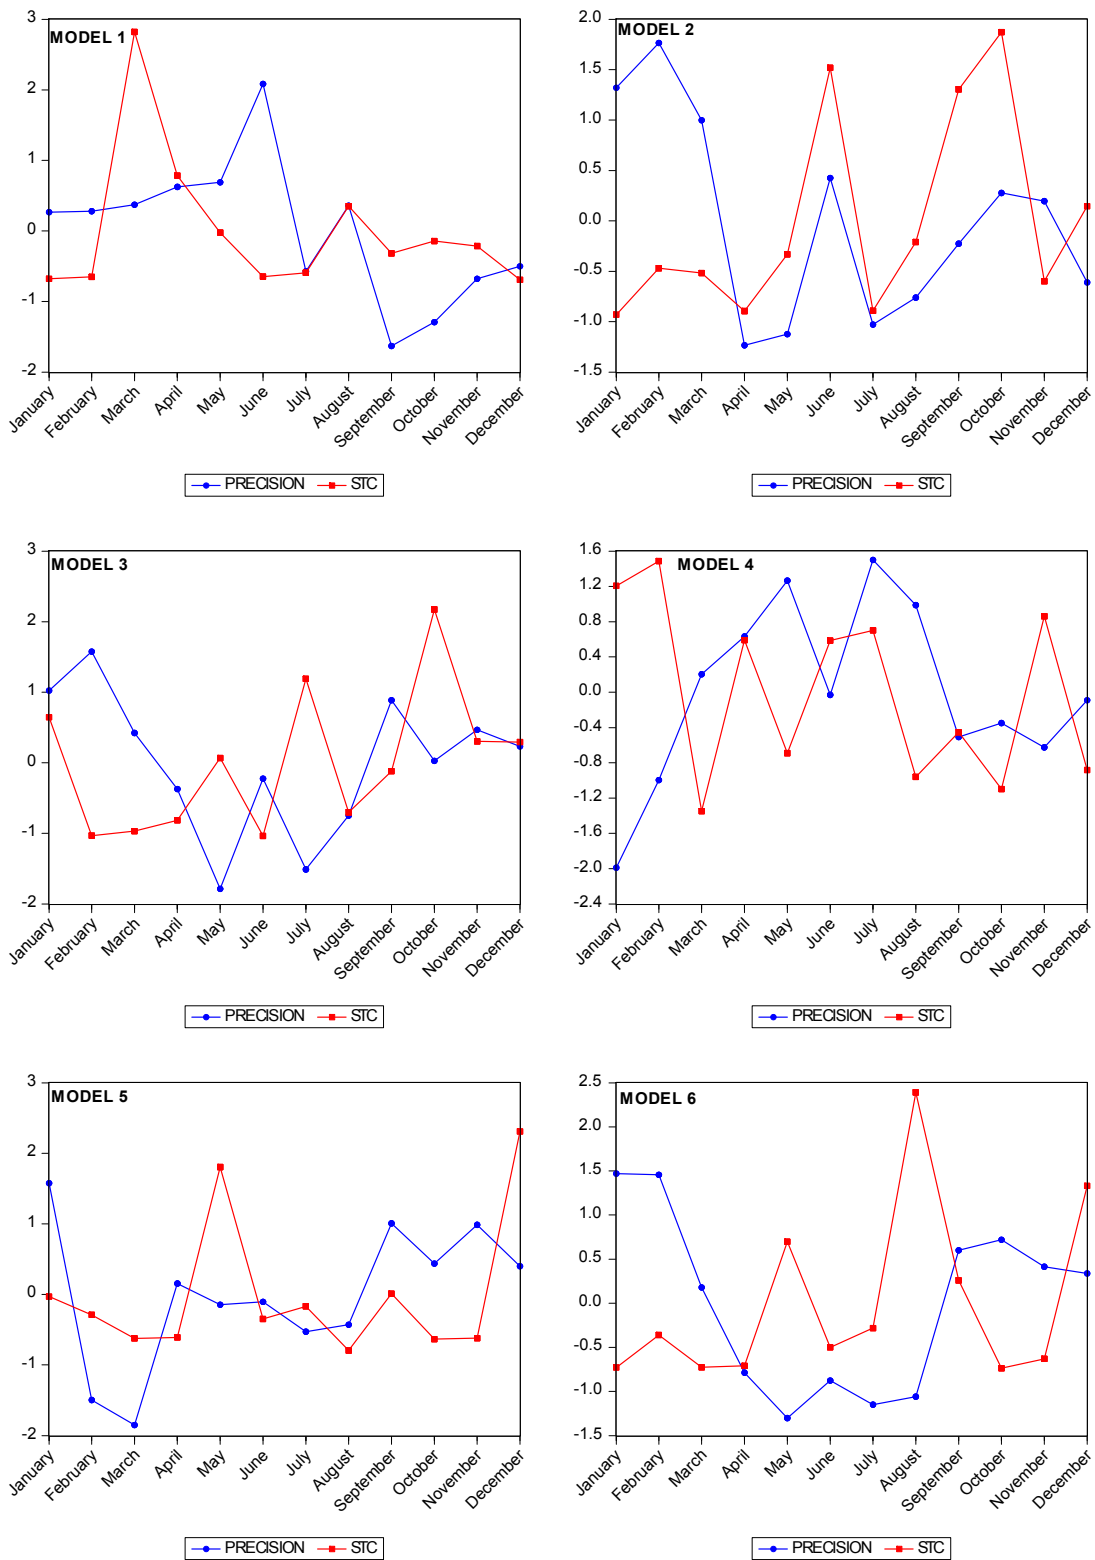 MODEL 1
3
2
1
0
-1
-2
January
February
March
April
May
June
July
August
September
October
November
December
PRECISION STC
MODEL 2
2.0
1.5
1.0
0.5
0.0
-0.5
-1.0
-1.5
January
February
March
April
May
June
July
August
September
October
November
December
PRECISION STC
MODEL 3
3
2
1
0
-1
-2
January
February
March
April
May
June
July
August
September
October
November
December
PRECISION STC
MODEL 4
1.6
1.2
0.8
0.4
0.0
-0.4
-0.8
-1.2
-1.6
-2.0
-2.4
January
February
March
April
May
June
July
August
September
October
November
December
PRECISION STC
MODEL 5
3
2
1
0
-1
-2
January
February
March
April
May
June
July
August
September
October
November
December
PRECISION STC
MODEL 6
2.5
2.0
1.5
1.0
0.5
0.0
-0.5
-1.0
-1.5
January
February
March
April
May
June
July
August
September
October
November
December
PRECISION STC